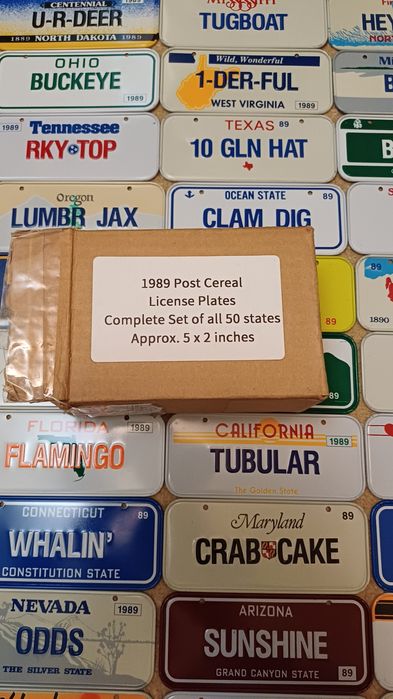 CENTENNIAL 1989
U-R-DEER
1889 NORTH DAKOTA 1989
TUGBOAT
HEY
OHIO
BUCKEYE
1989
Wild, Wonderful
1-DER-FUL
WEST VIRGINIA 1989
1989 Tennessee
RKY TOP
TEXAS 89
10 GLN HAT
Oregon
LUMBR JAX
OCEAN STATE 89
CLAM DIG
1989 Post Cereal
License Plates
Complete Set of all 50 states
Approx. 5 x 2 inches
89
89
1890
89
FLORIDA 1989
FLAMINGO
CALIFORNIA
1989
TUBULAR
The Golden State
CONNECTICUT 89
WHALIN'
CONSTITUTION STATE
Maryland 89
CRAB CAKE
NEVADA 1989
ODDS
THE SILVER STATE
ARIZONA
SUNSHINE
GRAND CANYON STATE 89